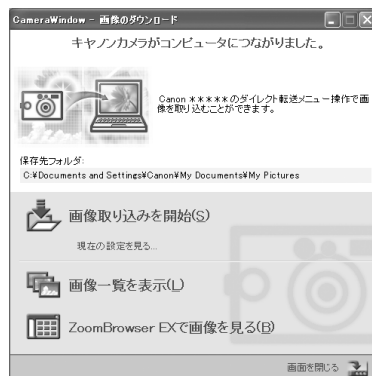 CameraWindow - 画像のダウンロード
キヤノンカメラがコンピュータにつながりました。
Canon *****のダイレクト転送メニュー操作で画
像を取り込むことができます。
保存先フォルダ:
C:¥Documents and Settings¥Canon¥My Documents¥My Pictures
画像取り込みを開始(S)
現在の設定を見る...
画像一覧を表示(L)
ZoomBrowser EXで画像を見る(B)
画面を閉じる